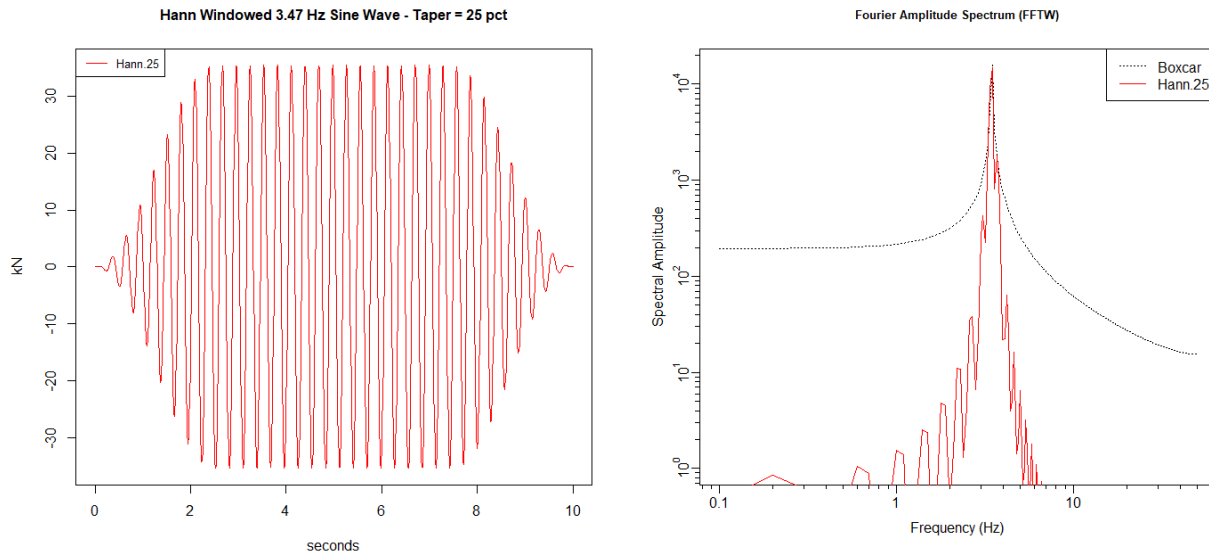 Hann Windowed 3.47 Hz Sine Wave - Taper = 25 pct
Hann.25
kN
30
20
10
0
-10
-20
-30
0 2 4 6 8 10
seconds
Fourier Amplitude Spectrum (FFTW)
Boxcar
Hann.25
Spectral Amplitude
10^4
10^3
10^2
10^1
10^0
0.1 1 10
Frequency (Hz)